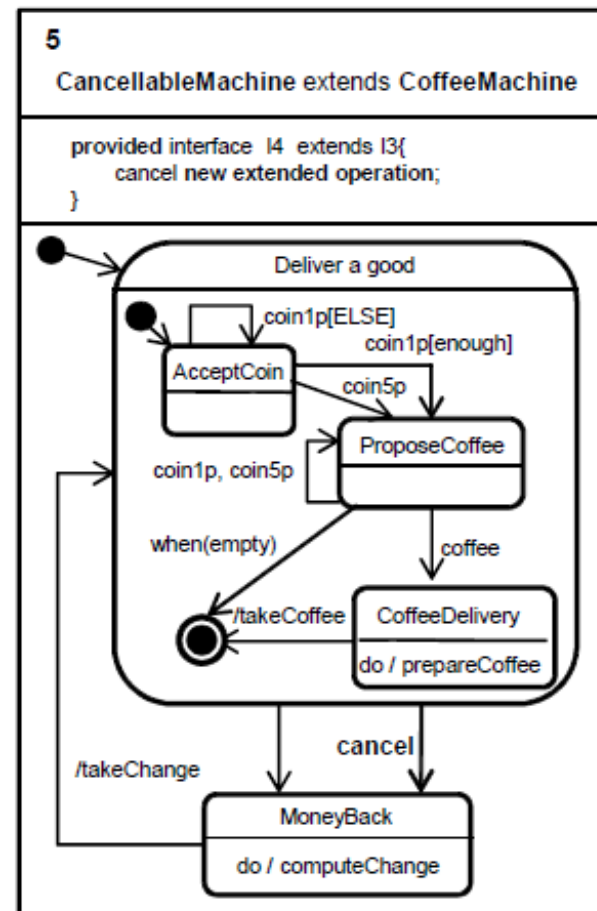 5
CancellableMachine extends CoffeeMachine
provided interface I4 extends I3{
cancel new extended operation;
}
Deliver a good
coin1p[ELSE]
coin1p[enough]
AcceptCoin
coin5p
ProposeCoffee
coin1p, coin5p
when(empty)
coffee
/takeCoffee
CoffeeDelivery
do / prepareCoffee
cancel
/takeChange
MoneyBack
do / computeChange